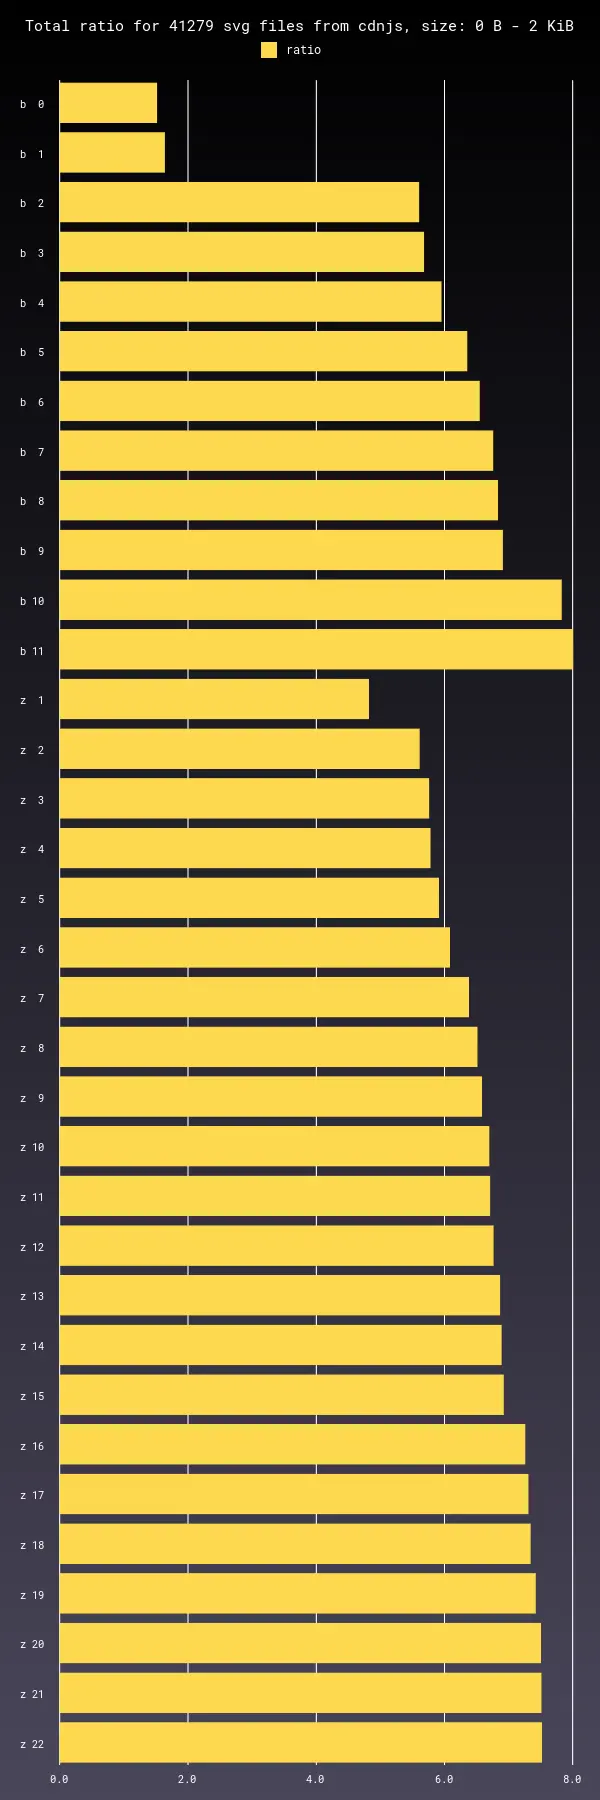 Total ratio for 41279 svg files from cdnjs, size: 0 B - 2 KiB
ratio
b 0
b 1
b 2
b 3
b 4
b 5
b 6
b 7
b 8
b 9
b 10
b 11
z 1
z 2
z 3
z 4
z 5
z 6
z 7
z 8
z 9
z 10
z 11
z 12
z 13
z 14
z 15
z 16
z 17
z 18
z 19
z 20
z 21
z 22
0.0 2.0 4.0 6.0 8.0